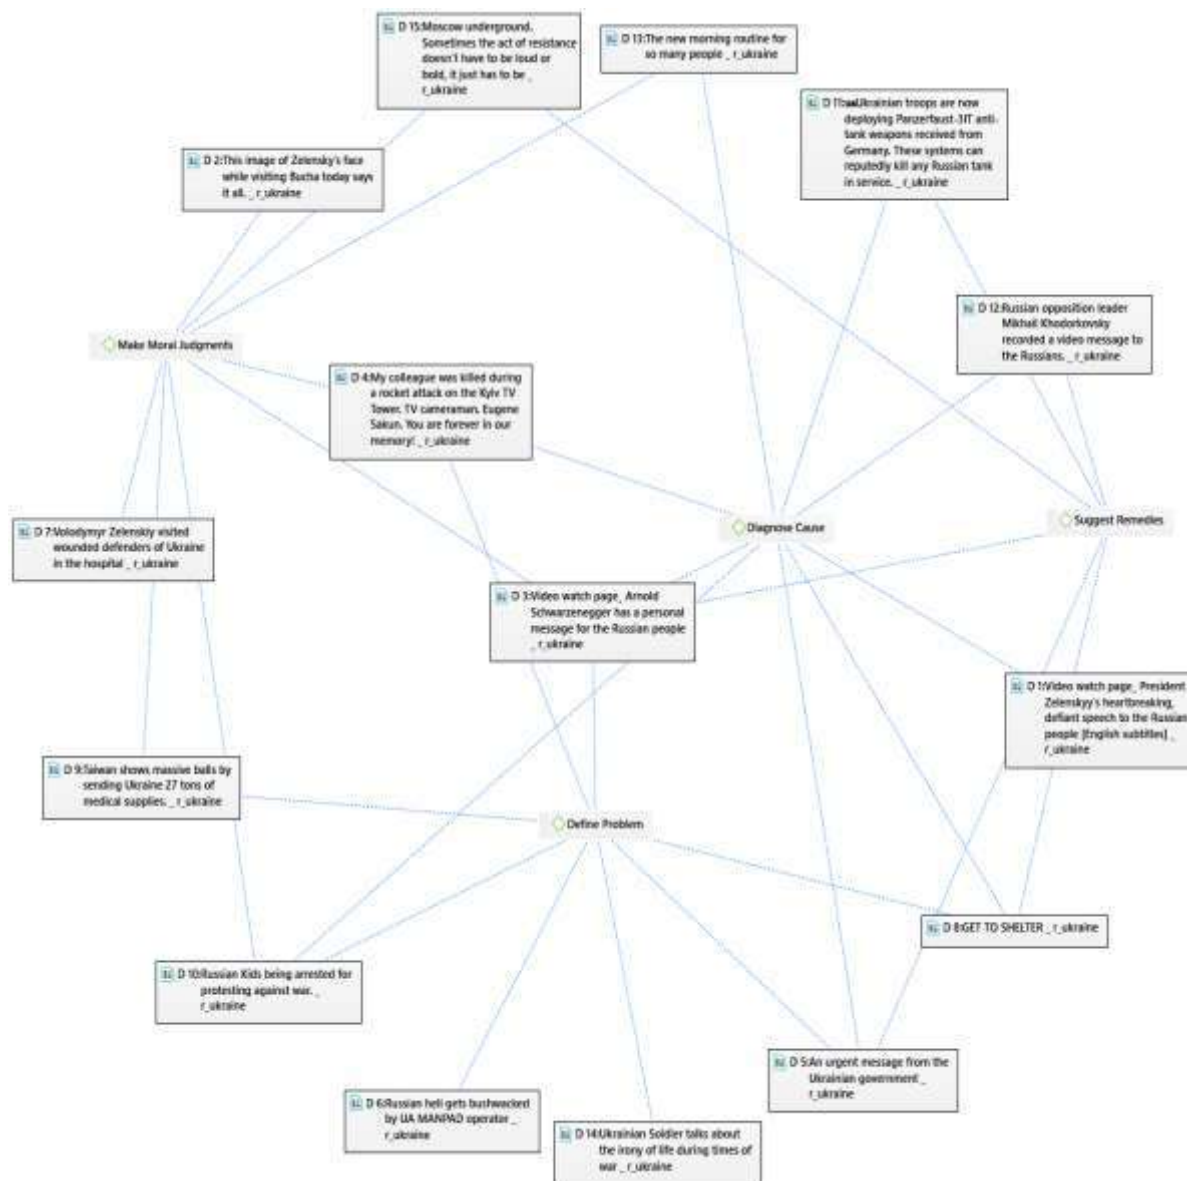 D 15:Moscow underground.
Sometimes the act of resistance
doesn't have to be loud or
bold, it just has to be _
r_ukraine
D 13:The new morning routine for
so many people _ r_ukraine
D 11:🇺🇦Ukrainian troops are now
deploying Panzerfaust-3IT anti-
tank weapons received from
Germany. These systems can
reputedly kill any Russian tank
in service. _ r_ukraine
D 2:This image of Zelensky's face
while visiting Bucha today says
it all. _ r_ukraine
D 12:Russian opposition leader
Mikhail Khodorkovsky
recorded a video message to
the Russians. _ r_ukraine
Make Moral Judgments
D 4:My colleague was killed during
a rocket attack on the Kyiv TV
Tower. TV cameraman. Eugene
Sakun. You are forever in our
memory! _ r_ukraine
D 7:Volodymyr Zelenskiy visited
wounded defenders of Ukraine
in the hospital _ r_ukraine
Diagnose Cause
Suggest Remedies
D 3:Video watch page_ Arnold
Schwarzenegger has a personal
message for the Russian people
_ r_ukraine
D 1:Video watch page_ President
Zelenskyy's heartbreaking,
defiant speech to the Russian
people [English subtitles] _
r_ukraine
D 9:Taiwan shows massive balls by
sending Ukraine 27 tons of
medical supplies. _ r_ukraine
Define Problem
D 8:GET TO SHELTER _ r_ukraine
D 10:Russian Kids being arrested for
protesting against war. _
r_ukraine
D 5:An urgent message from the
Ukrainian government _
r_ukraine
D 6:Russian heli gets bushwacked
by UA MANPAD operator _
r_ukraine
D 14:Ukrainian Soldier talks about
the irony of life during times of
war _ r_ukraine